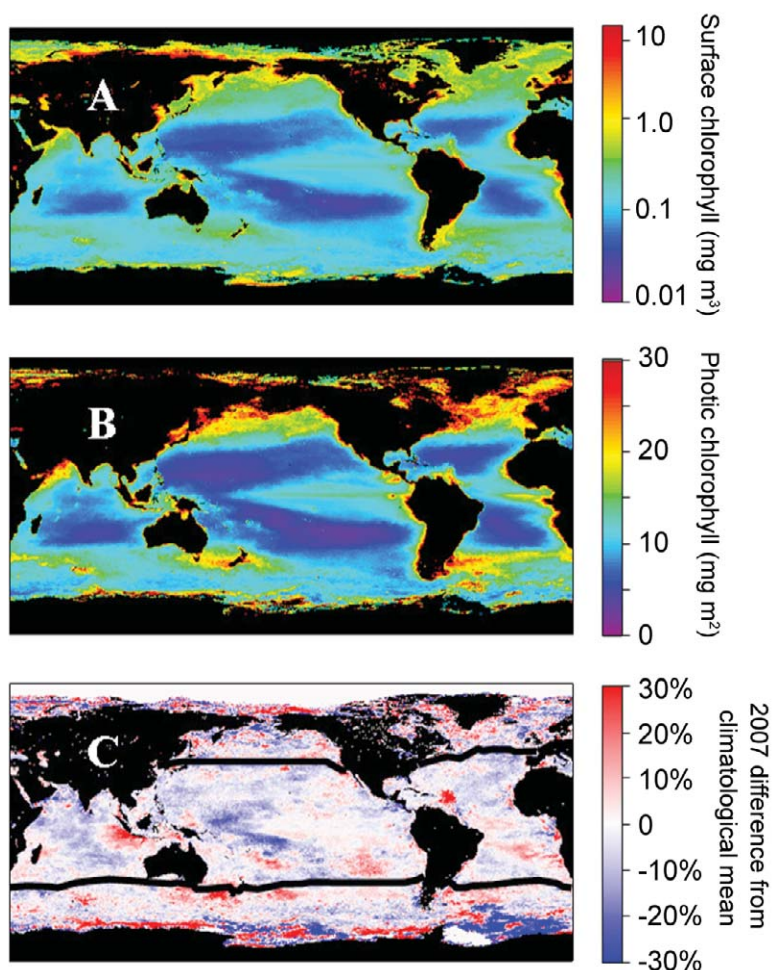 A
10
1.0
0.1
0.01
Surface chlorophyll (mg m³)
B
30
20
10
0
Photic chlorophyll (mg m²)
C
30%
20%
10%
0
-10%
-20%
-30%
2007 difference from
climatological mean